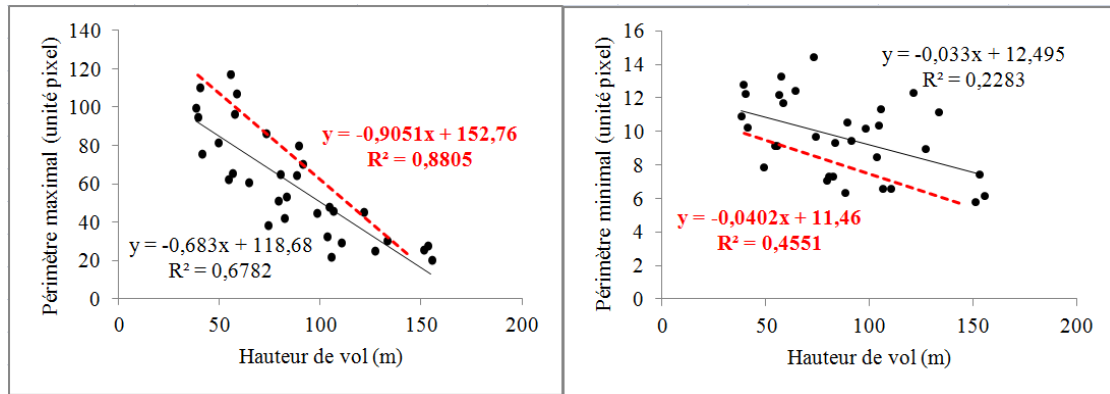 Périmètre maximal (unité pixel)
140
120
100
80
60
40
20
0
y = -0,9051x + 152,76
R² = 0,8805
y = -0,683x + 118,68
R² = 0,6782
0 50 100 150 200
Hauteur de vol (m)
Périmètre minimal (unité pixel)
16
14
12
10
8
6
4
2
0
y = -0,033x + 12,495
R² = 0,2283
y = -0,0402x + 11,46
R² = 0,4551
0 50 100 150 200
Hauteur de vol (m)